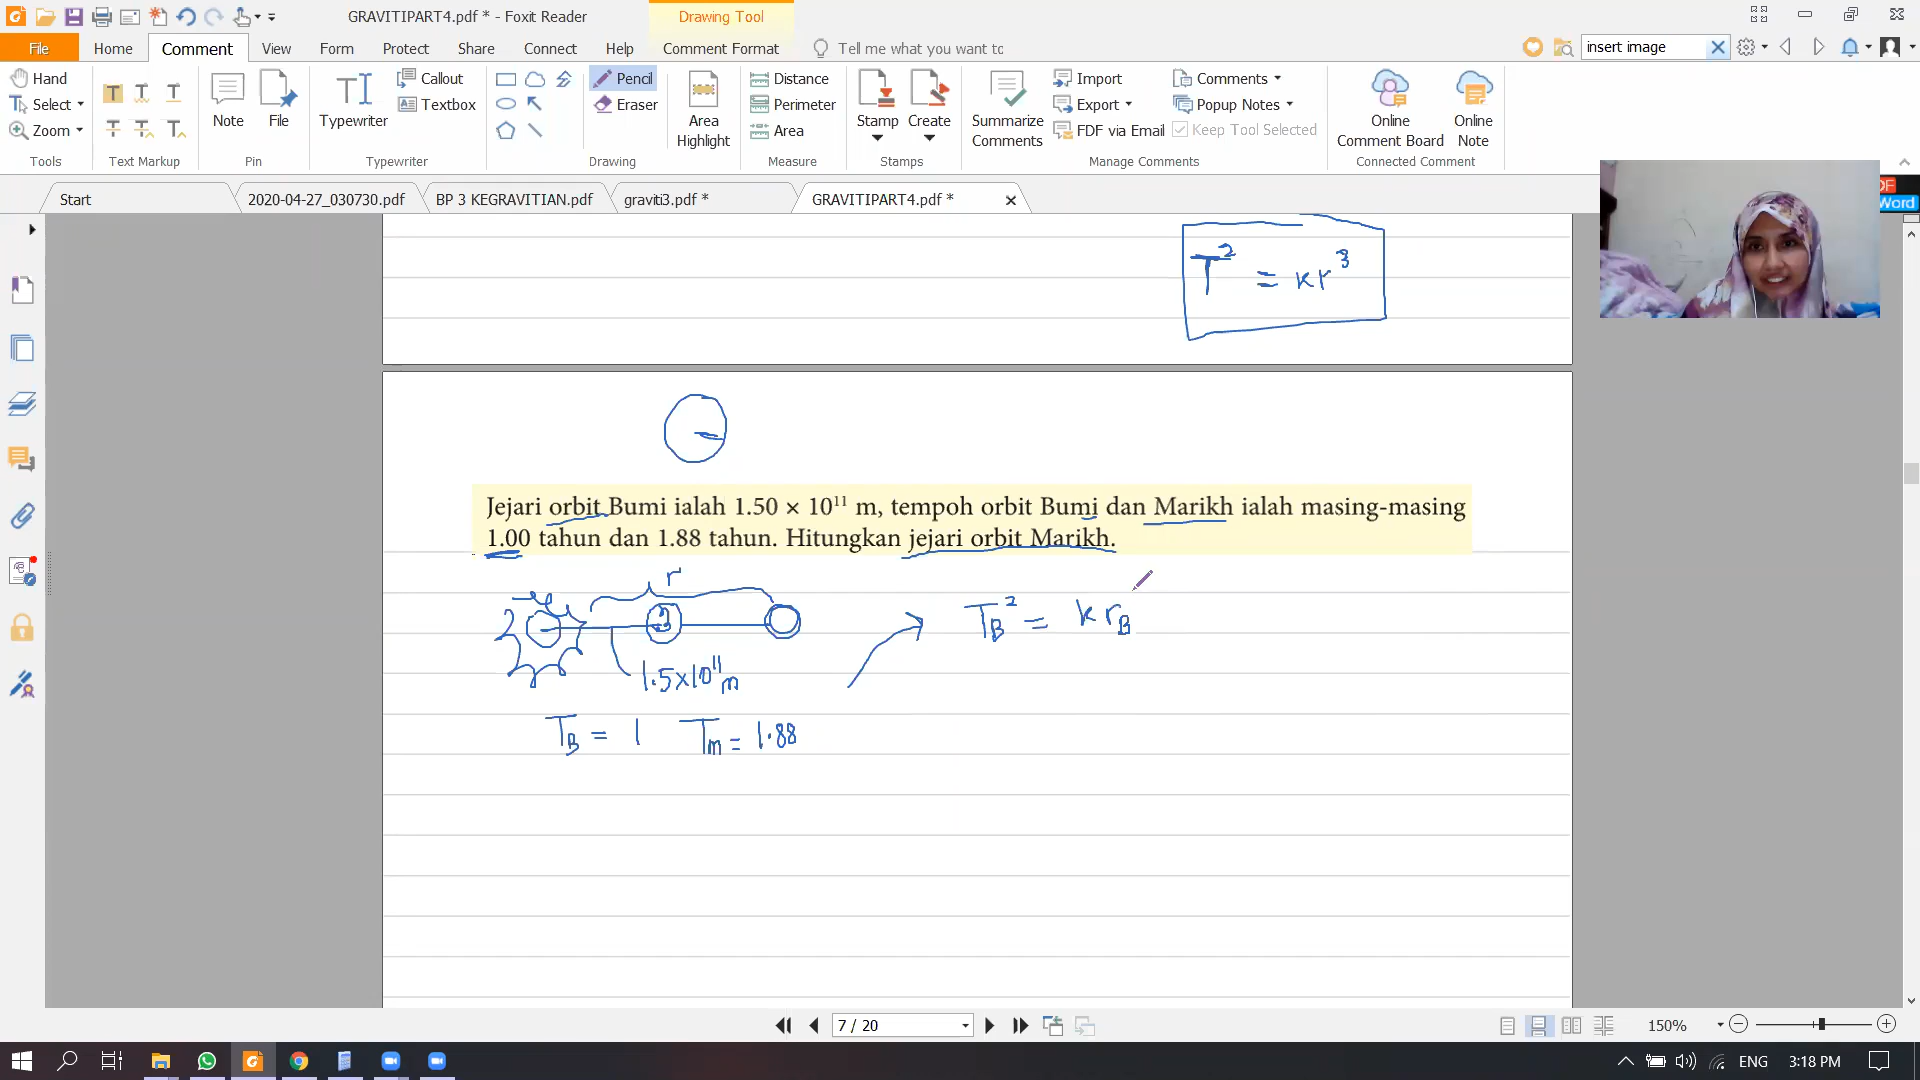 GRAVITIPART4.pdf * - Foxit Reader
Drawing Tool
File Home Comment View Form Protect Share Connect Help Comment Format Tell me what you want to insert image
Hand
Select
Zoom
Tools
Text Markup
Note
File
Pin
Typewriter
Callout
Textbox
Typewriter
Pencil
Eraser
Drawing
Area Highlight
Distance
Perimeter
Area
Measure
Stamp
Create
Stamps
Summarize Comments
Import
Export
FDF via Email
Comments
Popup Notes
Keep Tool Selected
Manage Comments
Online Comment Board
Online Note
Connected Comment
Start 2020-04-27_030730.pdf BP 3 KEGRAVITIAN.pdf graviti3.pdf * GRAVITIPART4.pdf *
DF
Word
T² = kr³
Jejari orbit Bumi ialah 1.50 × 10¹¹ m, tempoh orbit Bumi dan Marikh ialah masing-masing
1.00 tahun dan 1.88 tahun. Hitungkan jejari orbit Marikh.
r
T_B² = k r_B
1.5×10¹¹ m
T_B = 1 T_m = 1.88
7 / 20
150%
ENG 3:18 PM